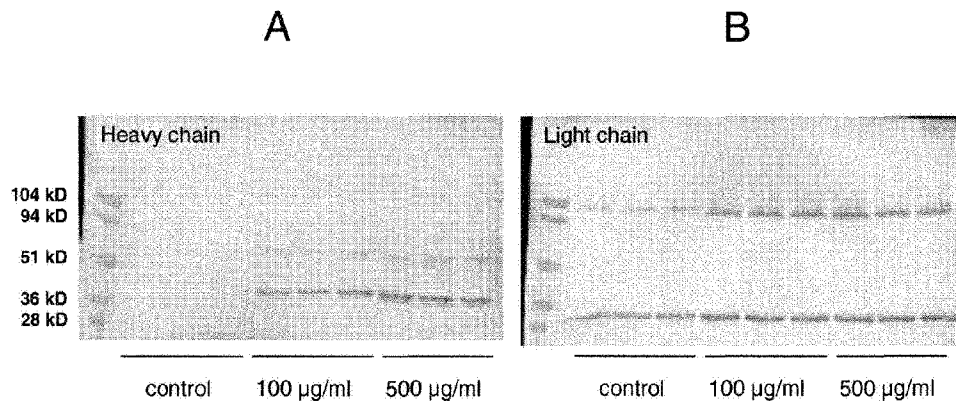 A
B
Heavy chain
Light chain
104 kD
94 kD
51 kD
36 kD
28 kD
control
100 µg/ml
500 µg/ml
control
100 µg/ml
500 µg/ml